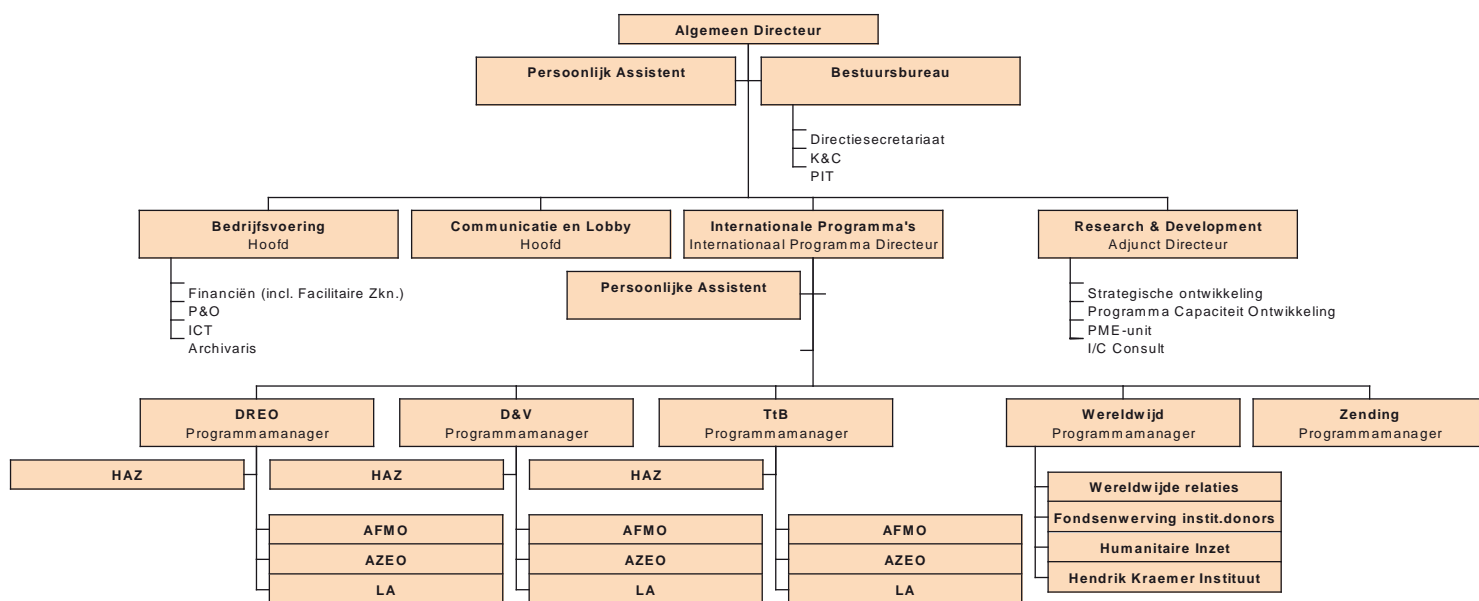 Algemeen Directeur
Persoonlijk Assistent
Bestuursbureau
Directiesecretariaat
K&C
PIT
Bedrijfsvoering
Hoofd
Communicatie en Lobby
Hoofd
Internationale Programma's
Internationaal Programma Directeur
Research & Development
Adjunct Directeur
Persoonlijke Assistent
Financiën (incl. Facilitaire Zkn.)
P&O
ICT
Archivaris
Strategische ontwikkeling
Programma Capaciteit Ontwikkeling
PME-unit
I/C Consult
DREO
Programmamanager
D&V
Programmamanager
TtB
Programmamanager
Wereldwijd
Programmamanager
Zending
Programmamanager
HAZ
HAZ
HAZ
AFMO
AZEO
LA
AFMO
AZEO
LA
AFMO
AZEO
LA
Wereldwijde relaties
Fondsenwerving instit.donors
Humanitaire Inzet
Hendrik Kraemer Instituut